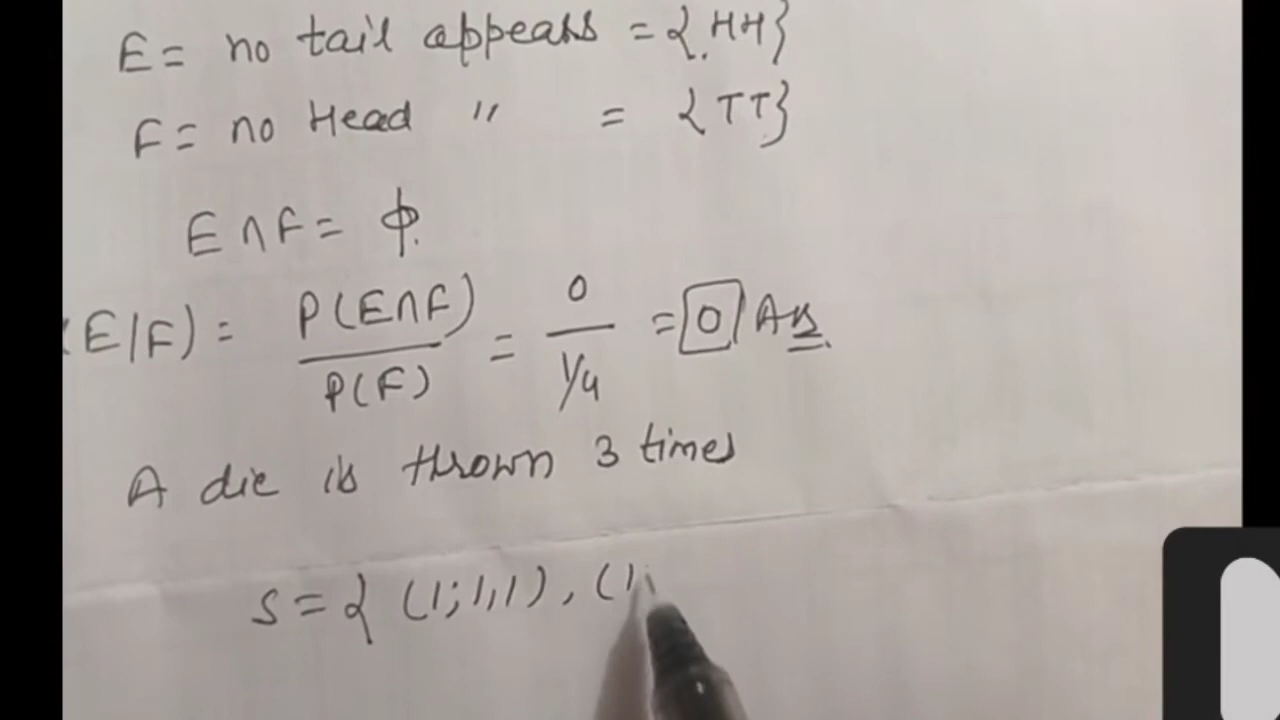 E = no tail appears = {HH}
F = no Head " = {TT}
E∩F = ϕ.
(E/F) = P(E∩F)/P(F) = 0/1/4 = 0 Ans.
A die is thrown 3 times
S = { (1;1,1), (1,